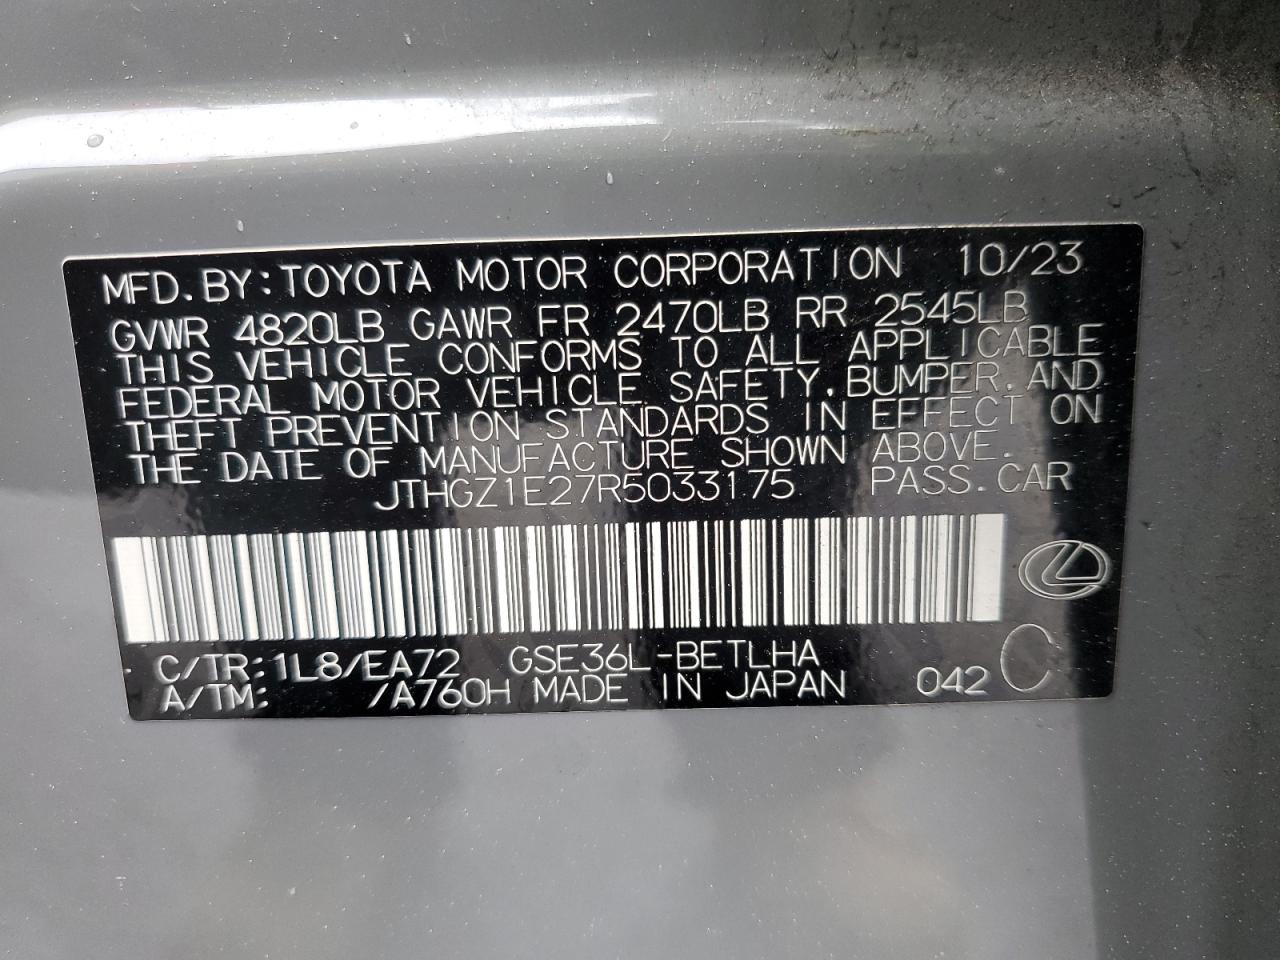 MFD. BY: TOYOTA MOTOR CORPORATION 10/23
GVWR 4820LB GAWR FR 2470LB RR 2545LB
THIS VEHICLE CONFORMS TO ALL APPLICABLE
FEDERAL MOTOR VEHICLE SAFETY, BUMPER, AND
THEFT PREVENTION STANDARDS IN EFFECT ON
THE DATE OF MANUFACTURE SHOWN ABOVE.
JTHGZ1E27R5033175 PASS. CAR
C/TR: 1L8/EA72 GSE36L-BETLHA
A/TM: /A760H MADE IN JAPAN 042 C